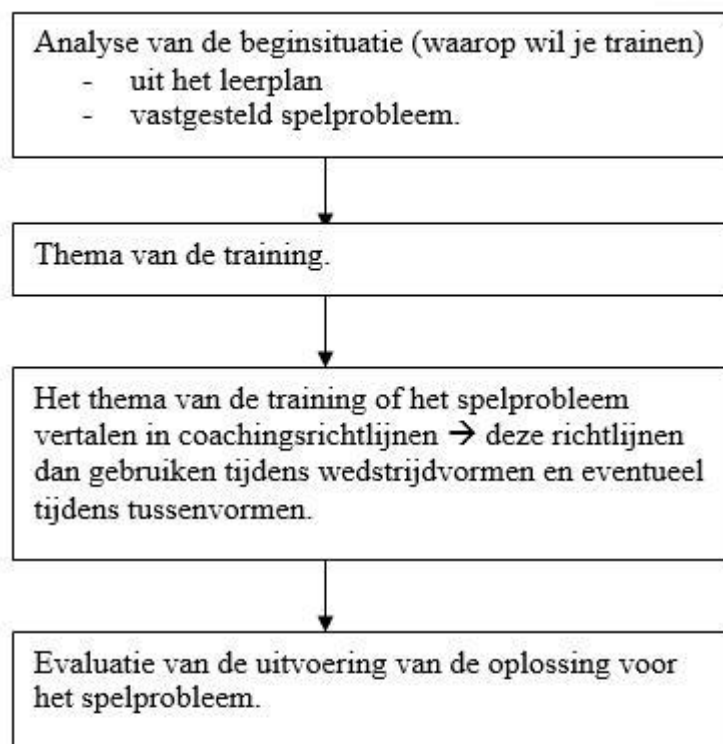 Analyse van de beginsituatie (waarop wil je trainen)
- uit het leerplan
- vastgesteld spelprobleem.
Thema van de training.
Het thema van de training of het spelprobleem
vertalen in coachingsrichtlijnen → deze richtlijnen
dan gebruiken tijdens wedstrijdvormen en eventueel
tijdens tussenvormen.
Evaluatie van de uitvoering van de oplossing voor
het spelprobleem.